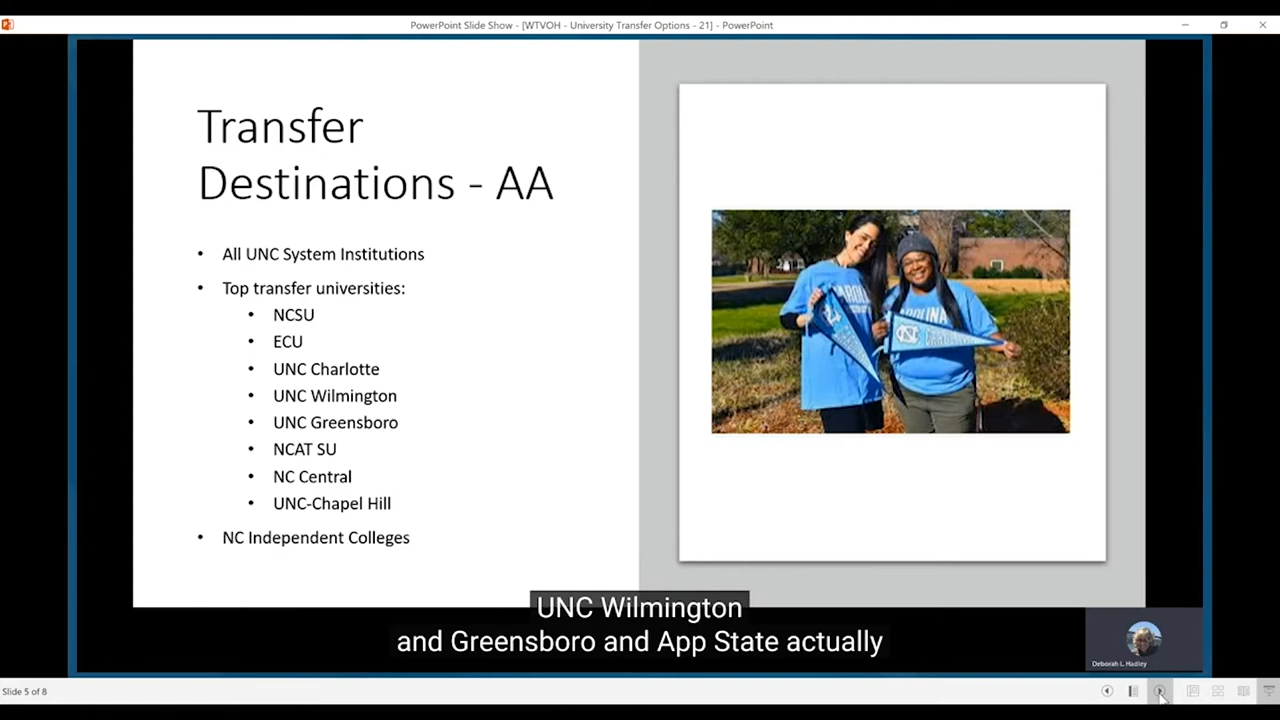 PowerPoint Slide Show - [WTVOH - University Transfer Options - 21] - PowerPoint
Transfer
Destinations - AA
• All UNC System Institutions
• Top transfer universities:
• NCSU
• ECU
• UNC Charlotte
• UNC Wilmington
• UNC Greensboro
• NCAT SU
• NC Central
• UNC-Chapel Hill
• NC Independent Colleges
CAROLINA
CAROLINA
UNC Wilmington
and Greensboro and App State actually
Deborah L Hadley
Slide 5 of 8